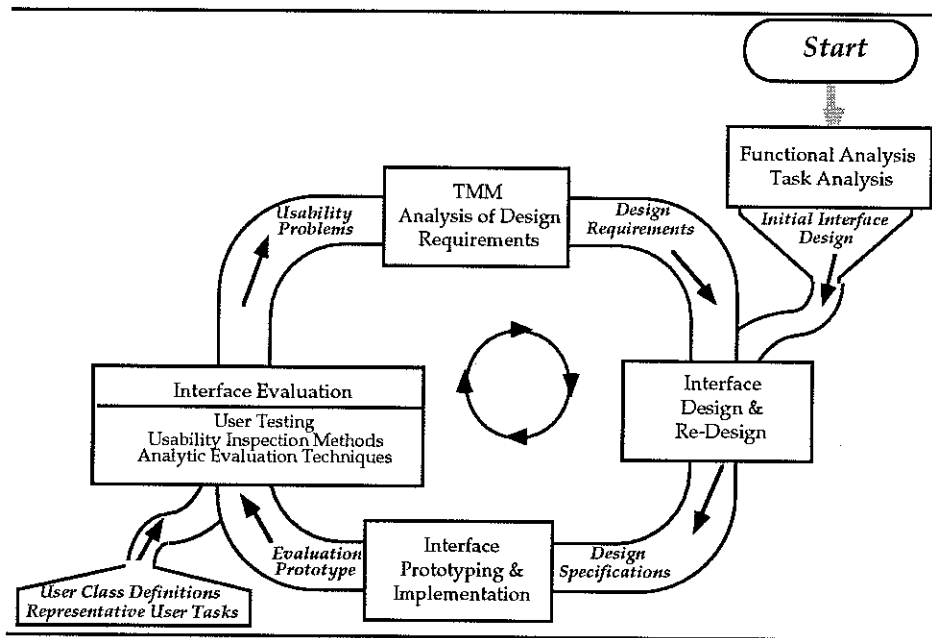 Start
Functional Analysis
Task Analysis
Initial Interface
Design
TMM
Analysis of Design
Requirements
Usability
Problems
Design
Requirements
Interface Evaluation
User Testing
Usability Inspection Methods
Analytic Evaluation Techniques
Interface
Design &
Re-Design
Evaluation
Prototype
Interface
Prototyping &
Implementation
Design
Specifications
User Class Definitions
Representative User Tasks